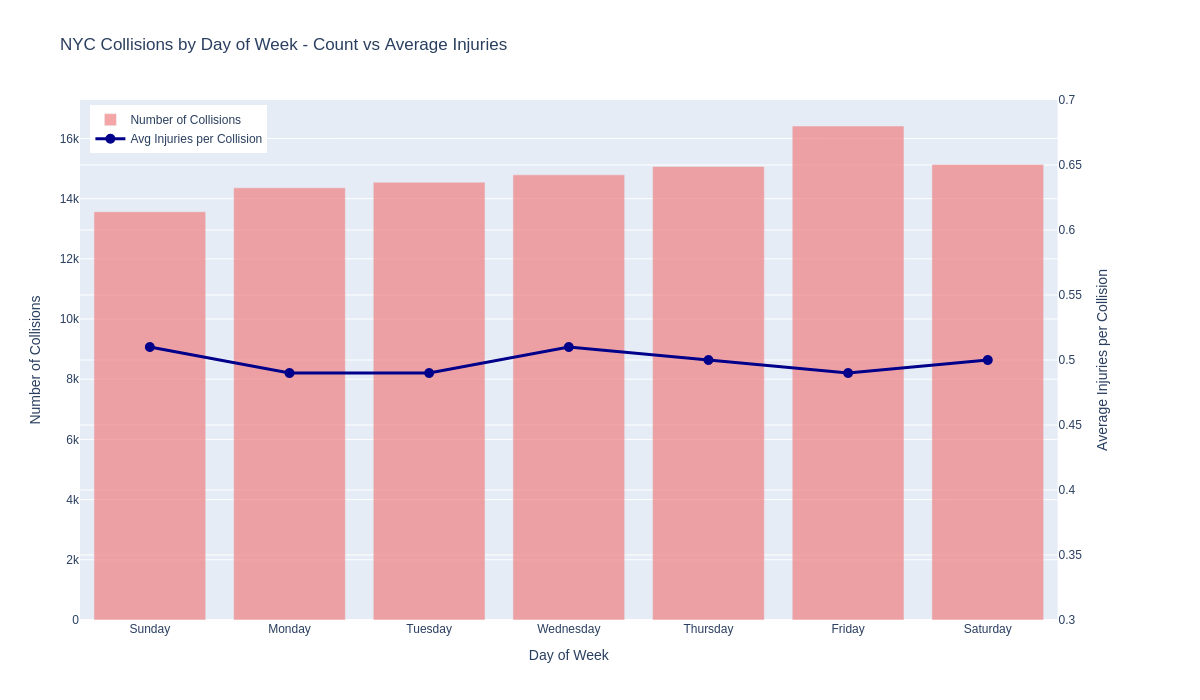 NYC Collisions by Day of Week - Count vs Average Injuries
Number of Collisions
Avg Injuries per Collision
16k
14k
12k
10k
8k
6k
4k
2k
0
Number of Collisions
0.7
0.65
0.6
0.55
0.5
0.45
0.4
0.35
0.3
Average Injuries per Collision
Sunday Monday Tuesday Wednesday Thursday Friday Saturday
Day of Week